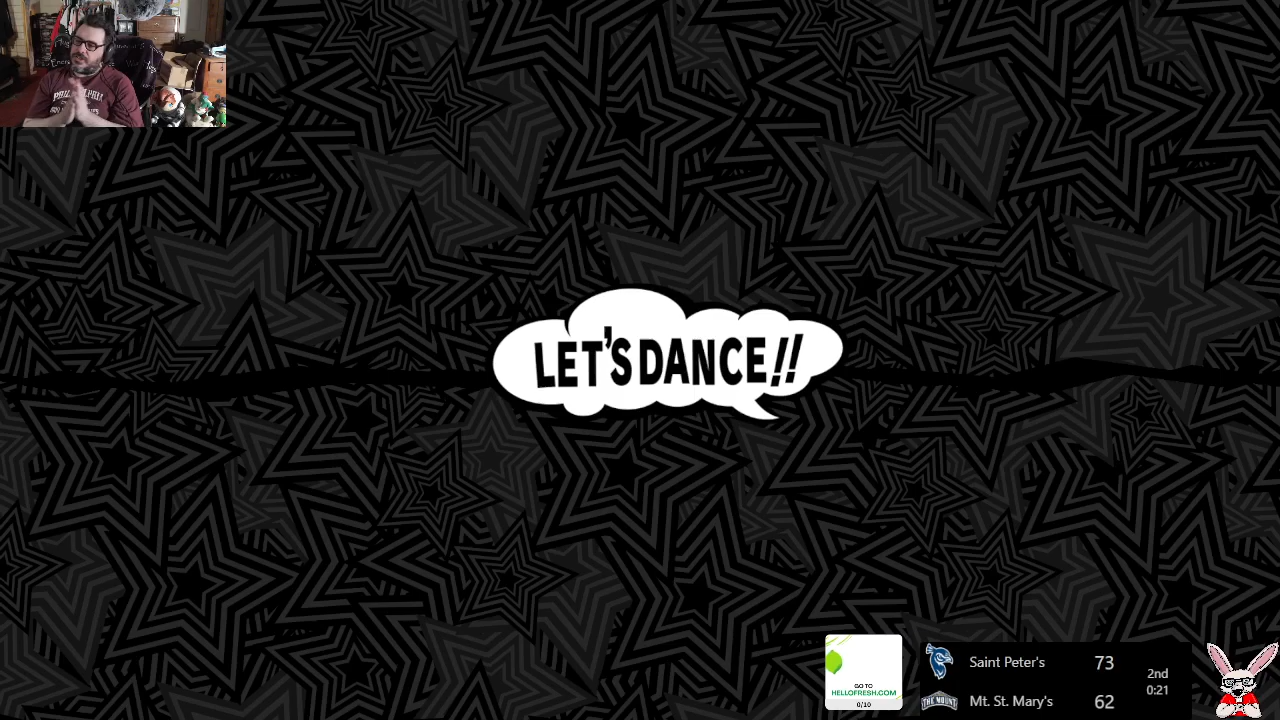 PHILADELPHIA
LET'S DANCE!!
GO TO
HELLOFRESH.COM
0/10
Saint Peter's 73
2nd
0:21
THE MOUNT
Mt. St. Mary's 62